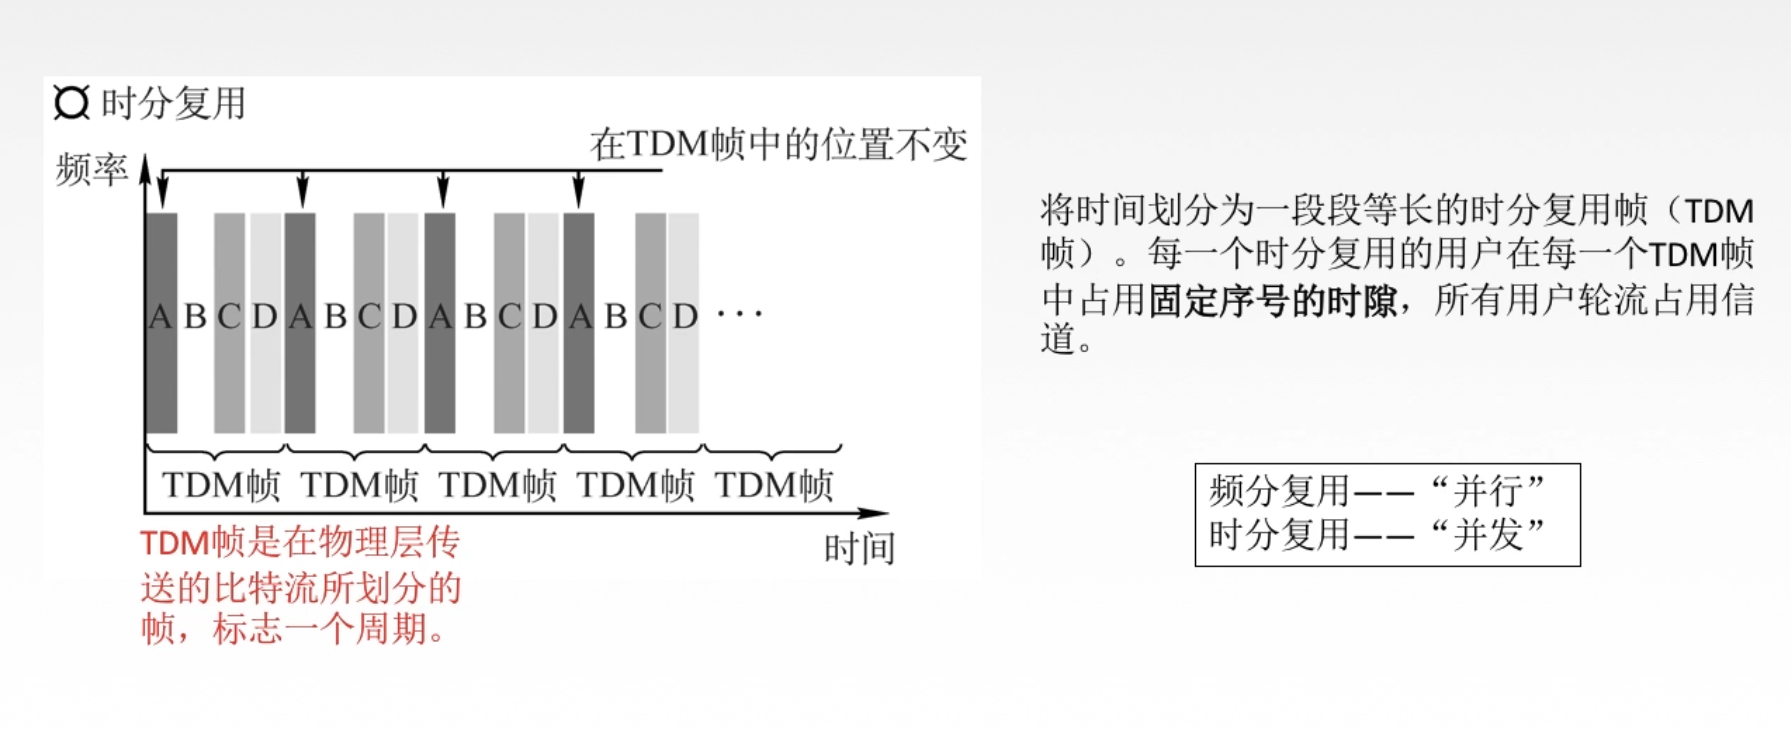 ¤ 时分复用
在TDM帧中的位置不变
频率
A B C D A B C D A B C D A B C D ···
TDM帧 TDM帧 TDM帧 TDM帧 TDM帧
时间
TDM帧是在物理层传
送的比特流所划分的
帧，标志一个周期。
将时间划分为一段段等长的时分复用帧（TDM
帧）。每一个时分复用的用户在每一个TDM帧
中占用固定序号的时隙，所有用户轮流占用信
道。
频分复用——“并行”
时分复用——“并发”